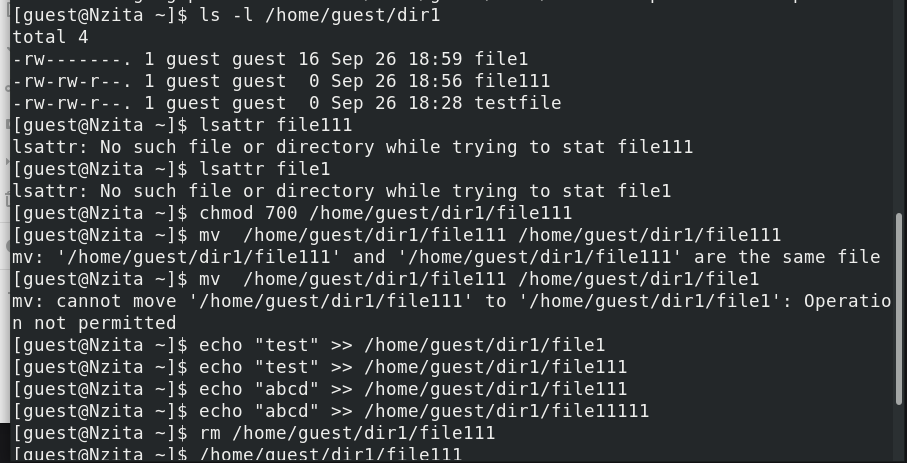 [guest@Nzita ~]$ ls -l /home/guest/dir1
total 4
-rw-------. 1 guest guest 16 Sep 26 18:59 file1
-rw-rw-r--. 1 guest guest  0 Sep 26 18:56 file111
-rw-rw-r--. 1 guest guest  0 Sep 26 18:28 testfile
[guest@Nzita ~]$ lsattr file111
lsattr: No such file or directory while trying to stat file111
[guest@Nzita ~]$ lsattr file1
lsattr: No such file or directory while trying to stat file1
[guest@Nzita ~]$ chmod 700 /home/guest/dir1/file111
[guest@Nzita ~]$ mv  /home/guest/dir1/file111 /home/guest/dir1/file111
mv: '/home/guest/dir1/file111' and '/home/guest/dir1/file111' are the same file
[guest@Nzita ~]$ mv  /home/guest/dir1/file111 /home/guest/dir1/file1
mv: cannot move '/home/guest/dir1/file111' to '/home/guest/dir1/file1': Operatio
n not permitted
[guest@Nzita ~]$ echo "test" >> /home/guest/dir1/file1
[guest@Nzita ~]$ echo "test" >> /home/guest/dir1/file111
[guest@Nzita ~]$ echo "abcd" >> /home/guest/dir1/file111
[guest@Nzita ~]$ echo "abcd" >> /home/guest/dir1/file11111
[guest@Nzita ~]$ rm /home/guest/dir1/file111
[guest@Nzita ~]$ /home/guest/dir1/file111